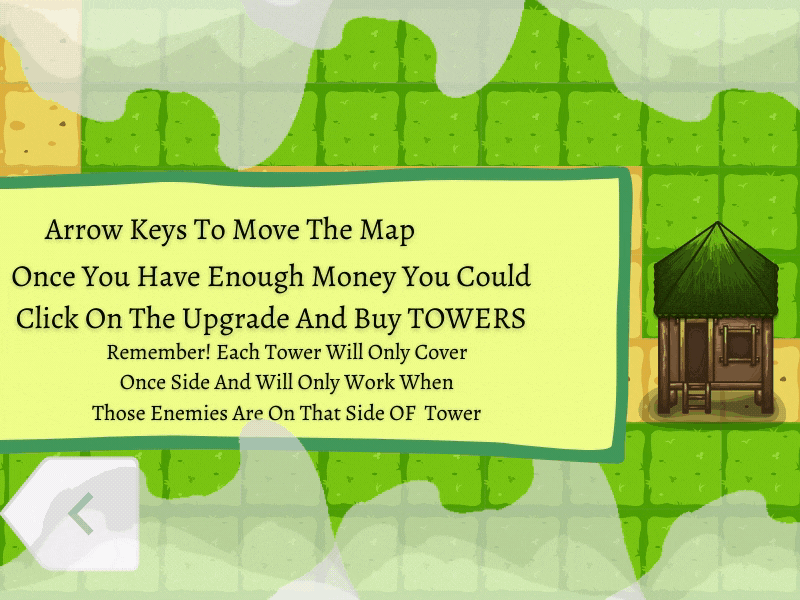 Arrow Keys To Move The Map
Once You Have Enough Money You Could
Click On The Upgrade And Buy TOWERS
Remember! Each Tower Will Only Cover
Once Side And Will Only Work When
Those Enemies Are On That Side OF Tower